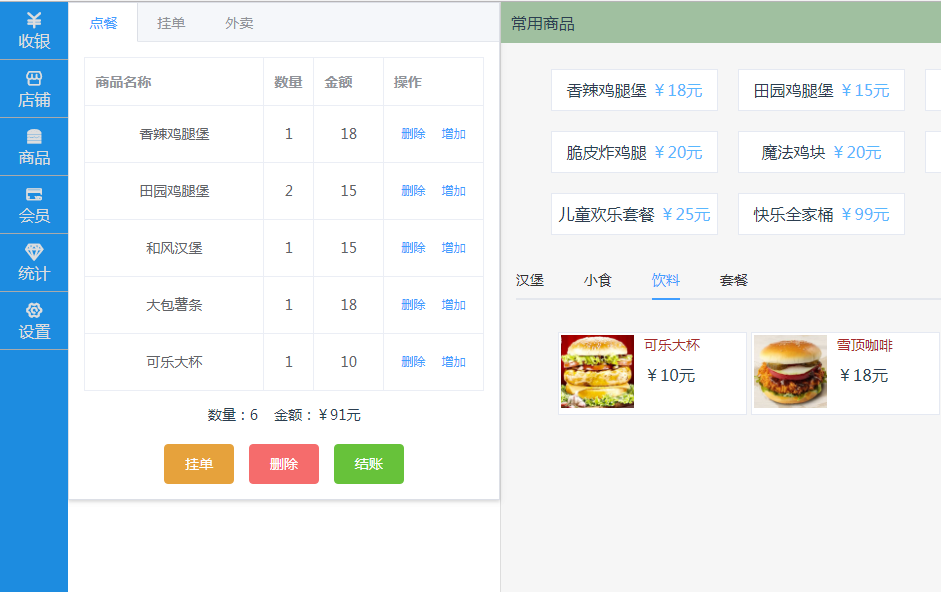 收银
店铺
商品
会员
统计
设置
点餐 挂单 外卖
商品名称 数量 金额 操作
香辣鸡腿堡 1 18 删除 增加
田园鸡腿堡 2 15 删除 增加
和风汉堡 1 15 删除 增加
大包薯条 1 18 删除 增加
可乐大杯 1 10 删除 增加
数量：6 金额：￥91元
挂单 删除 结账
常用商品
香辣鸡腿堡 ￥18元 田园鸡腿堡 ￥15元
脆皮炸鸡腿 ￥20元 魔法鸡块 ￥20元
儿童欢乐套餐 ￥25元 快乐全家桶 ￥99元
汉堡 小食 饮料 套餐
可乐大杯 雪顶咖啡
￥10元 ￥18元